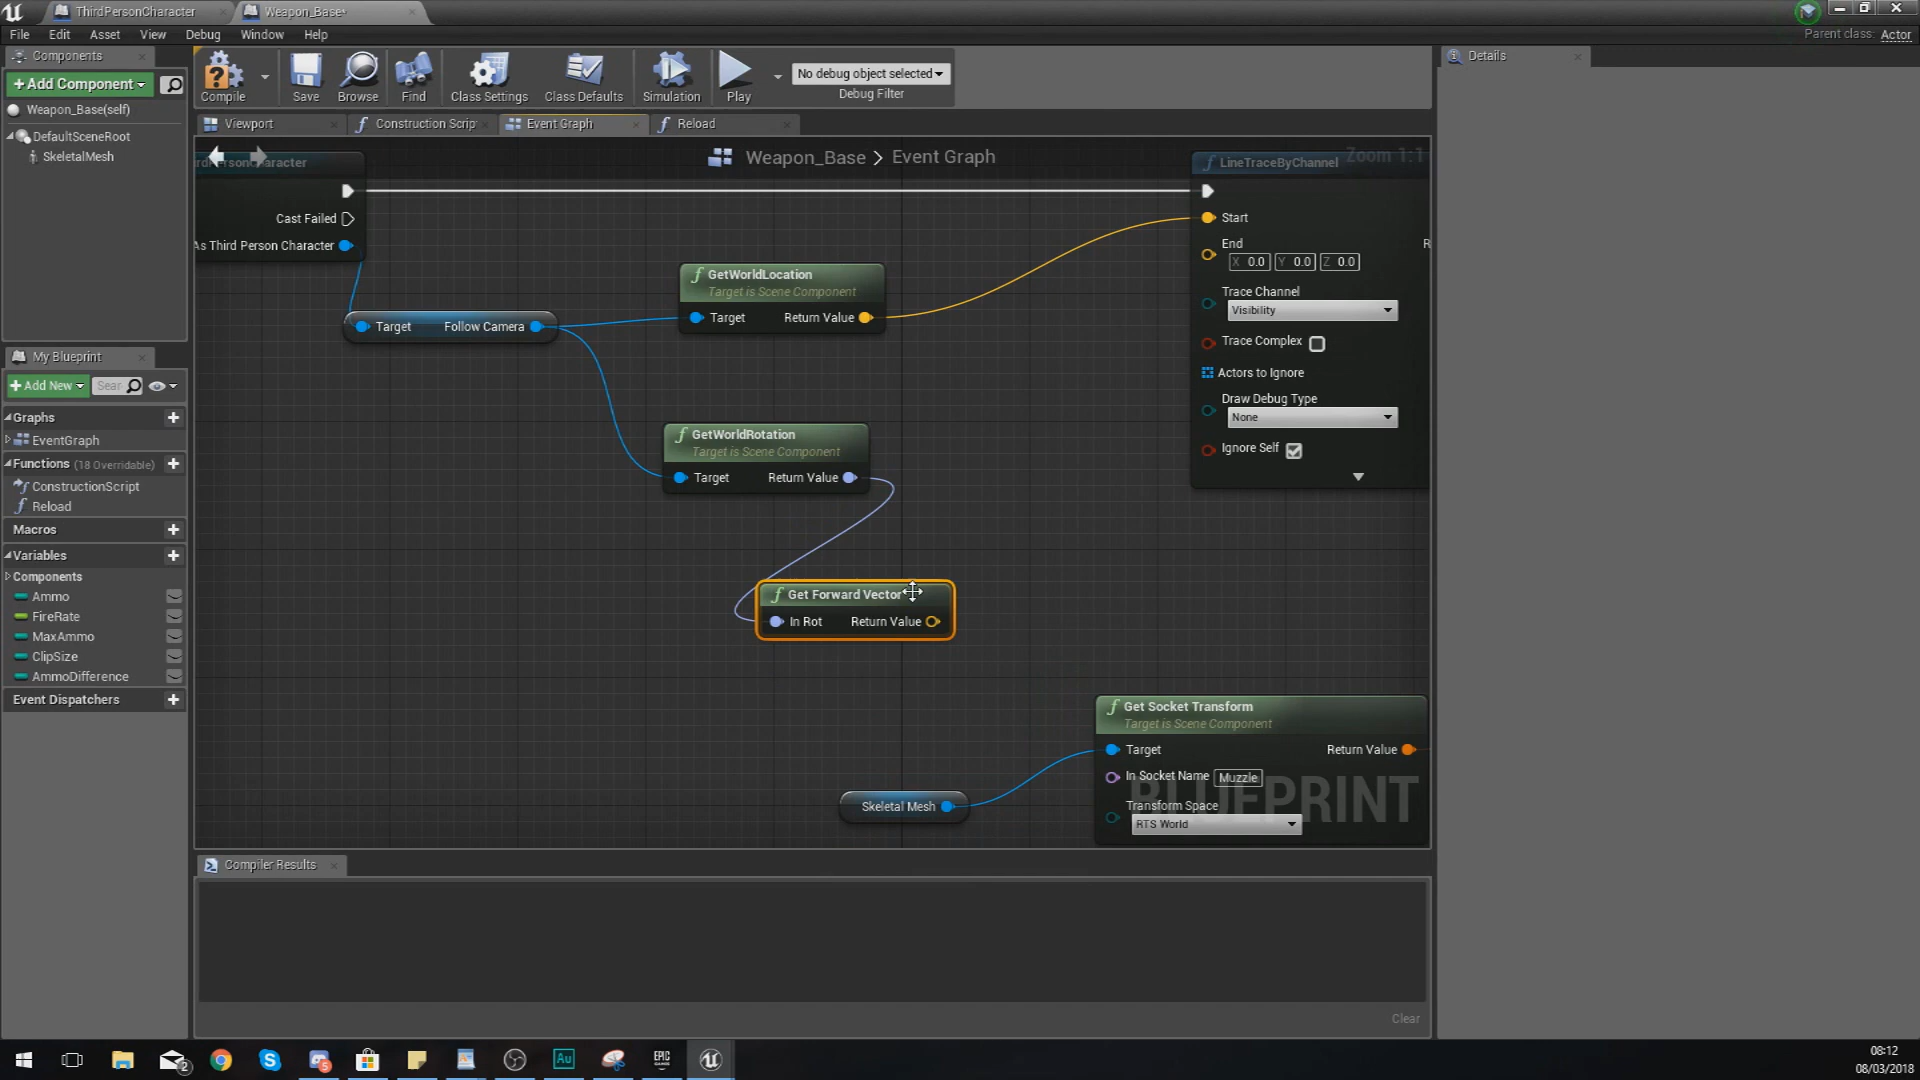 ThirdPersonCharacter
Weapon_Base*
File Edit Asset View Debug Window Help
Parent class: Actor
Components
+Add Component
Weapon_Base(self)
DefaultSceneRoot
SkeletalMesh
Compile
Save
Browse
Find
Class Settings
Class Defaults
Simulation
Play
No debug object selected
Debug Filter
Details
Viewport
Construction Scrip
Event Graph
Reload
Weapon_Base > Event Graph
Zoom 1:1
rdPersonCharacter
Cast Failed
As Third Person Character
Target Follow Camera
GetWorldLocation
Target is Scene Component
Target Return Value
GetWorldRotation
Target is Scene Component
Target Return Value
Get Forward Vector
In Rot Return Value
LineTraceByChannel
Start
End
R
X 0.0 Y 0.0 Z 0.0
Trace Channel
Visibility
Trace Complex
Actors to Ignore
Draw Debug Type
None
Ignore Self
Get Socket Transform
Target is Scene Component
Target Return Value
In Socket Name Muzzle
Transform Space
RTS World
Skeletal Mesh
BLUEPRINT
My Blueprint
+Add New
Sear
Graphs
EventGraph
Functions (18 Overridable)
ConstructionScript
Reload
Macros
Variables
Components
Ammo
FireRate
MaxAmmo
ClipSize
AmmoDifference
Event Dispatchers
Compiler Results
Clear
2
5
Au
EPIC
GAMES
08:12
08/03/2018